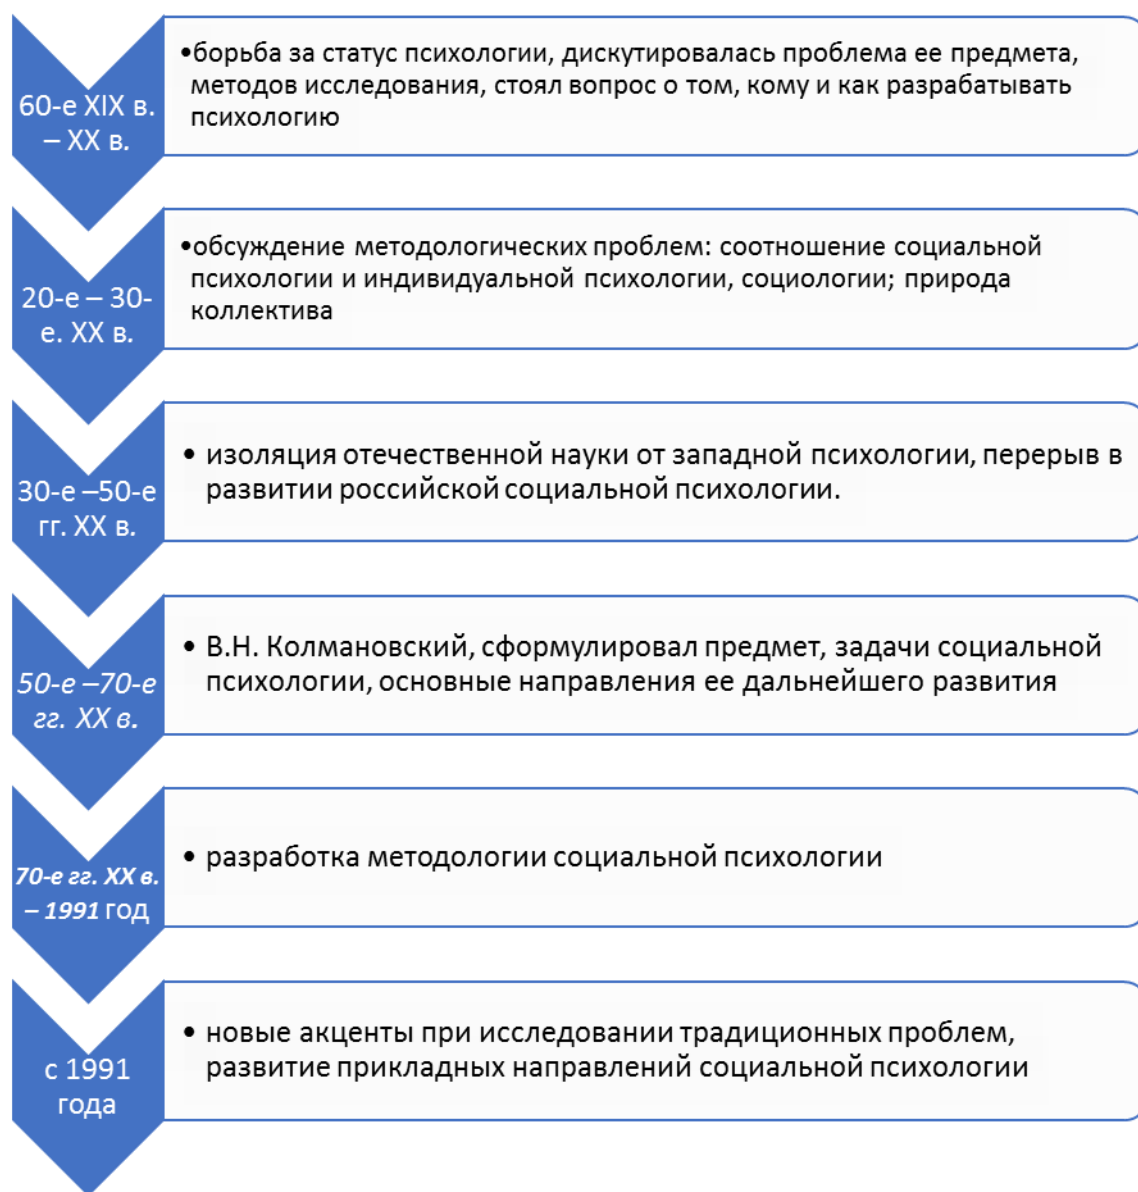 60-е XIX в.
– XX в.
•борьба за статус психологии, дискутировалась проблема ее предмета,
методов исследования, стоял вопрос о том, кому и как разрабатывать
психологию
20-е – 30-
е. XX в.
•обсуждение методологических проблем: соотношение социальной
психологии и индивидуальной психологии, социологии; природа
коллектива
30-е –50-е
гг. XX в.
• изоляция отечественной науки от западной психологии, перерыв в
развитии российской социальной психологии.
50-е –70-е
гг. XX в.
• В.Н. Колмановский, сформулировал предмет, задачи социальной
психологии, основные направления ее дальнейшего развития
70-е гг. XX в.
– 1991 год
• разработка методологии социальной психологии
с 1991
года
• новые акценты при исследовании традиционных проблем,
развитие прикладных направлений социальной психологии